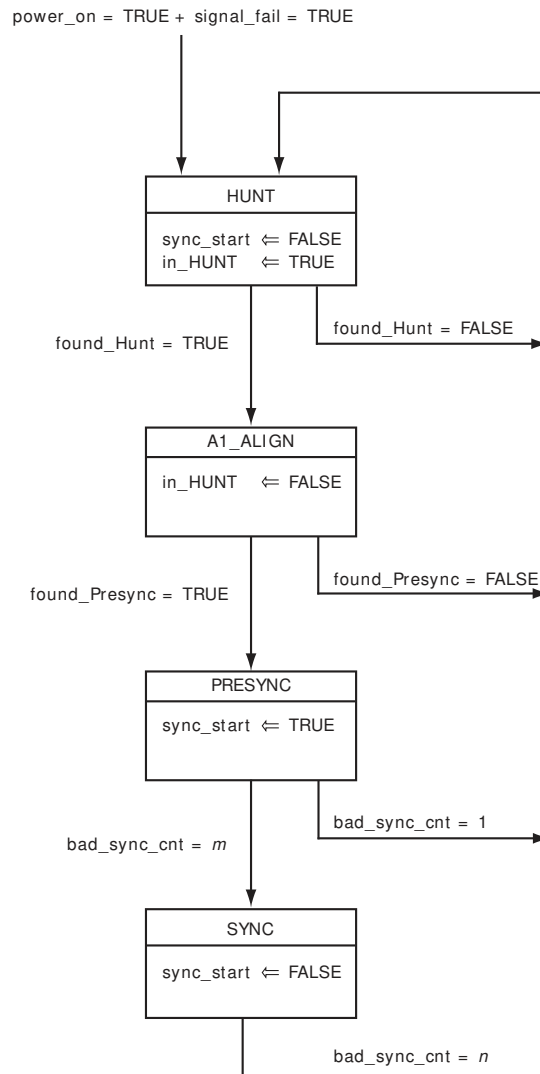 power_on = TRUE + signal_fail = TRUE
HUNT
sync_start ⇐ FALSE
in_HUNT ⇐ TRUE
found_Hunt = TRUE
found_Hunt = FALSE
A1_ALIGN
in_HUNT ⇐ FALSE
found_Presync = TRUE
found_Presync = FALSE
PRESYNC
sync_start ⇐ TRUE
bad_sync_cnt = m
bad_sync_cnt = 1
SYNC
sync_start ⇐ FALSE
bad_sync_cnt = n